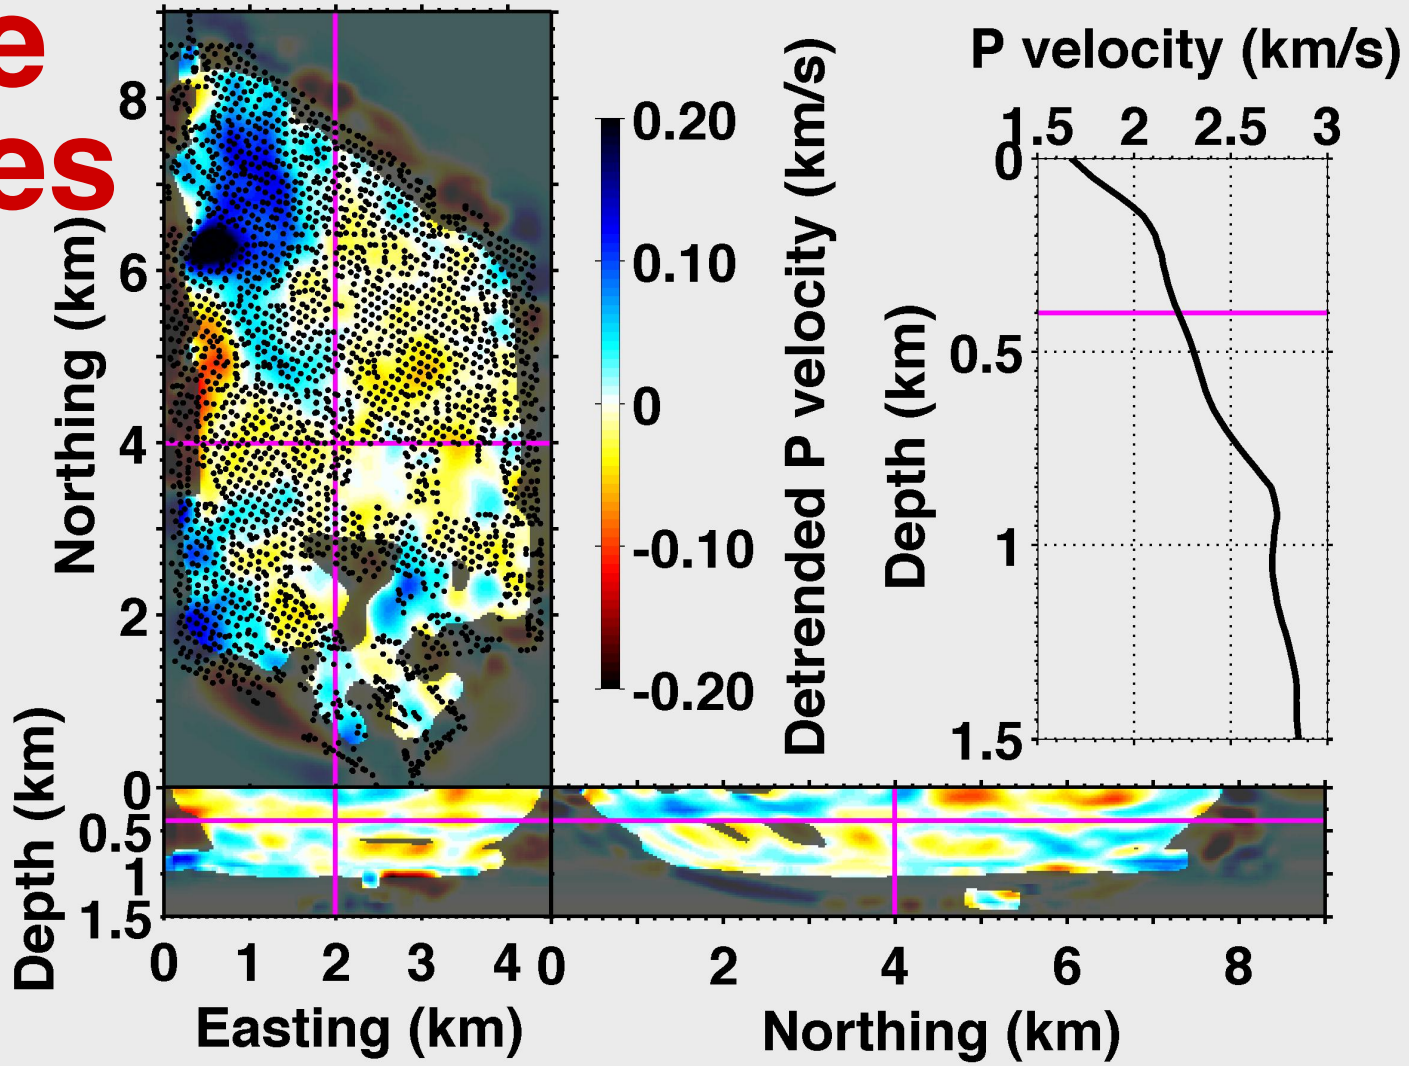 e
es
P velocity (km/s)
1.5 2 2.5 3
0
0.5
1
1.5
Depth (km)
8
6
4
2
Northing (km)
0.20
0.10
0
-0.10
-0.20
Detrended P velocity (km/s)
0
0.5
1
1.5
Depth (km)
0 1 2 3 4
Easting (km)
0 2 4 6 8
Northing (km)